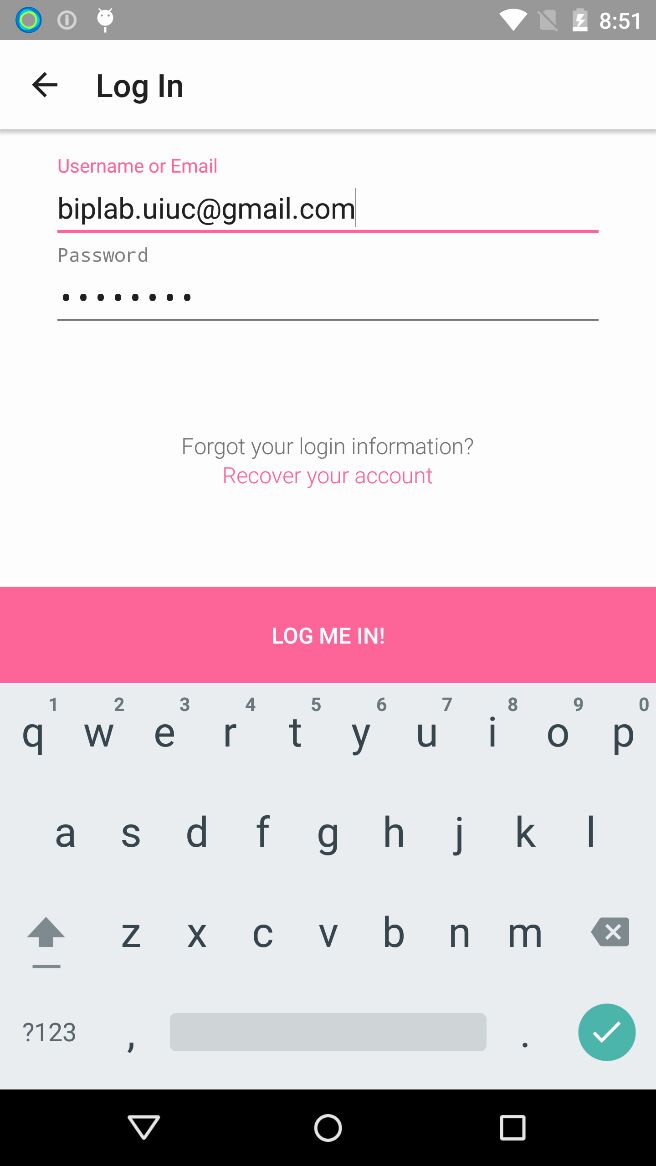 8:51
Log In
Username or Email
biplab.uiuc@gmail.com
Password
••••••••
Forgot your login information?
Recover your account
LOG ME IN!
1 2 3 4 5 6 7 8 9 0
q w e r t y u i o p
a s d f g h j k l
z x c v b n m
?123 , .